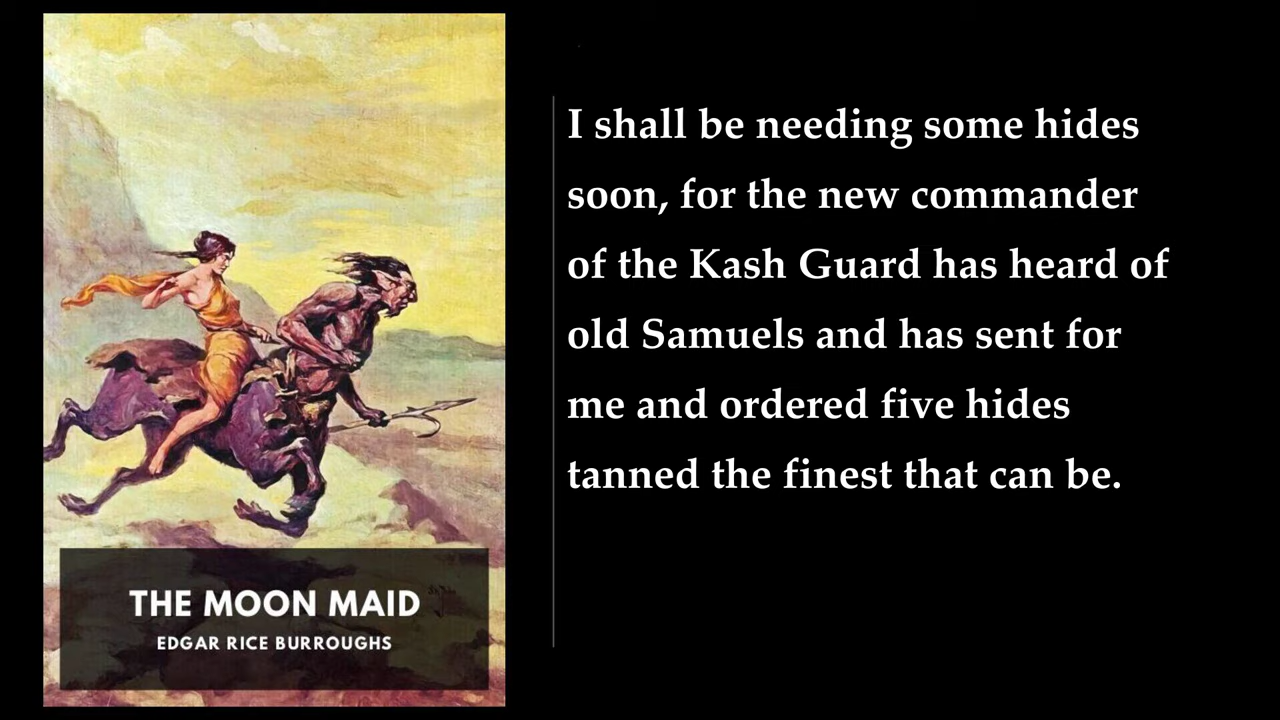 THE MOON MAID
EDGAR RICE BURROUGHS
I shall be needing some hides
soon, for the new commander
of the Kash Guard has heard of
old Samuels and has sent for
me and ordered five hides
tanned the finest that can be.